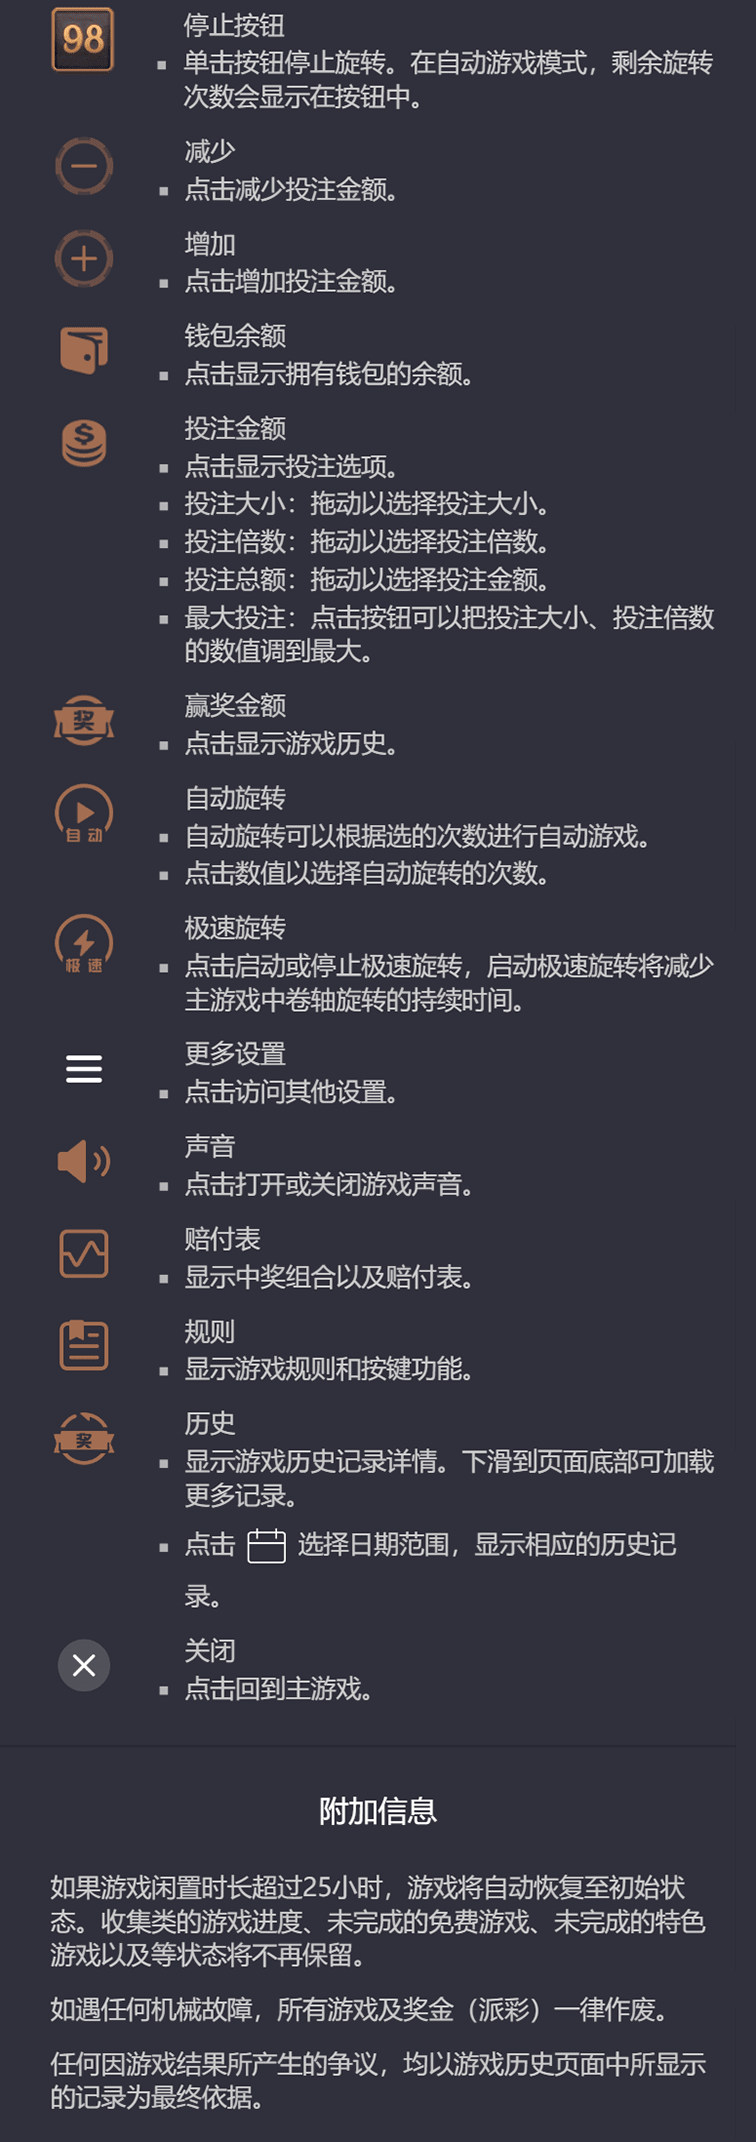 98
停止按钮
▪ 单击按钮停止旋转。在自动游戏模式，剩余旋转
次数会显示在按钮中。
减少
▪ 点击减少投注金额。
增加
▪ 点击增加投注金额。
钱包余额
▪ 点击显示拥有钱包的余额。
投注金额
▪ 点击显示投注选项。
▪ 投注大小：拖动以选择投注大小。
▪ 投注倍数：拖动以选择投注倍数。
▪ 投注总额：拖动以选择投注金额。
▪ 最大投注：点击按钮可以把投注大小、投注倍数
的数值调到最大。
奖
赢奖金额
▪ 点击显示游戏历史。
自动
自动旋转
▪ 自动旋转可以根据选的次数进行自动游戏。
▪ 点击数值以选择自动旋转的次数。
极速
极速旋转
▪ 点击启动或停止极速旋转，启动极速旋转将减少
主游戏中卷轴旋转的持续时间。
更多设置
▪ 点击访问其他设置。
声音
▪ 点击打开或关闭游戏声音。
赔付表
▪ 显示中奖组合以及赔付表。
规则
▪ 显示游戏规则和按键功能。
奖
历史
▪ 显示游戏历史记录详情。下滑到页面底部可加载
更多记录。
▪ 点击 选择日期范围，显示相应的历史记
录。
关闭
▪ 点击回到主游戏。
附加信息
如果游戏闲置时长超过25小时，游戏将自动恢复至初始状
态。收集类的游戏进度、未完成的免费游戏、未完成的特色
游戏以及等状态将不再保留。
如遇任何机械故障，所有游戏及奖金（派彩）一律作废。
任何因游戏结果所产生的争议，均以游戏历史页面中所显示
的记录为最终依据。